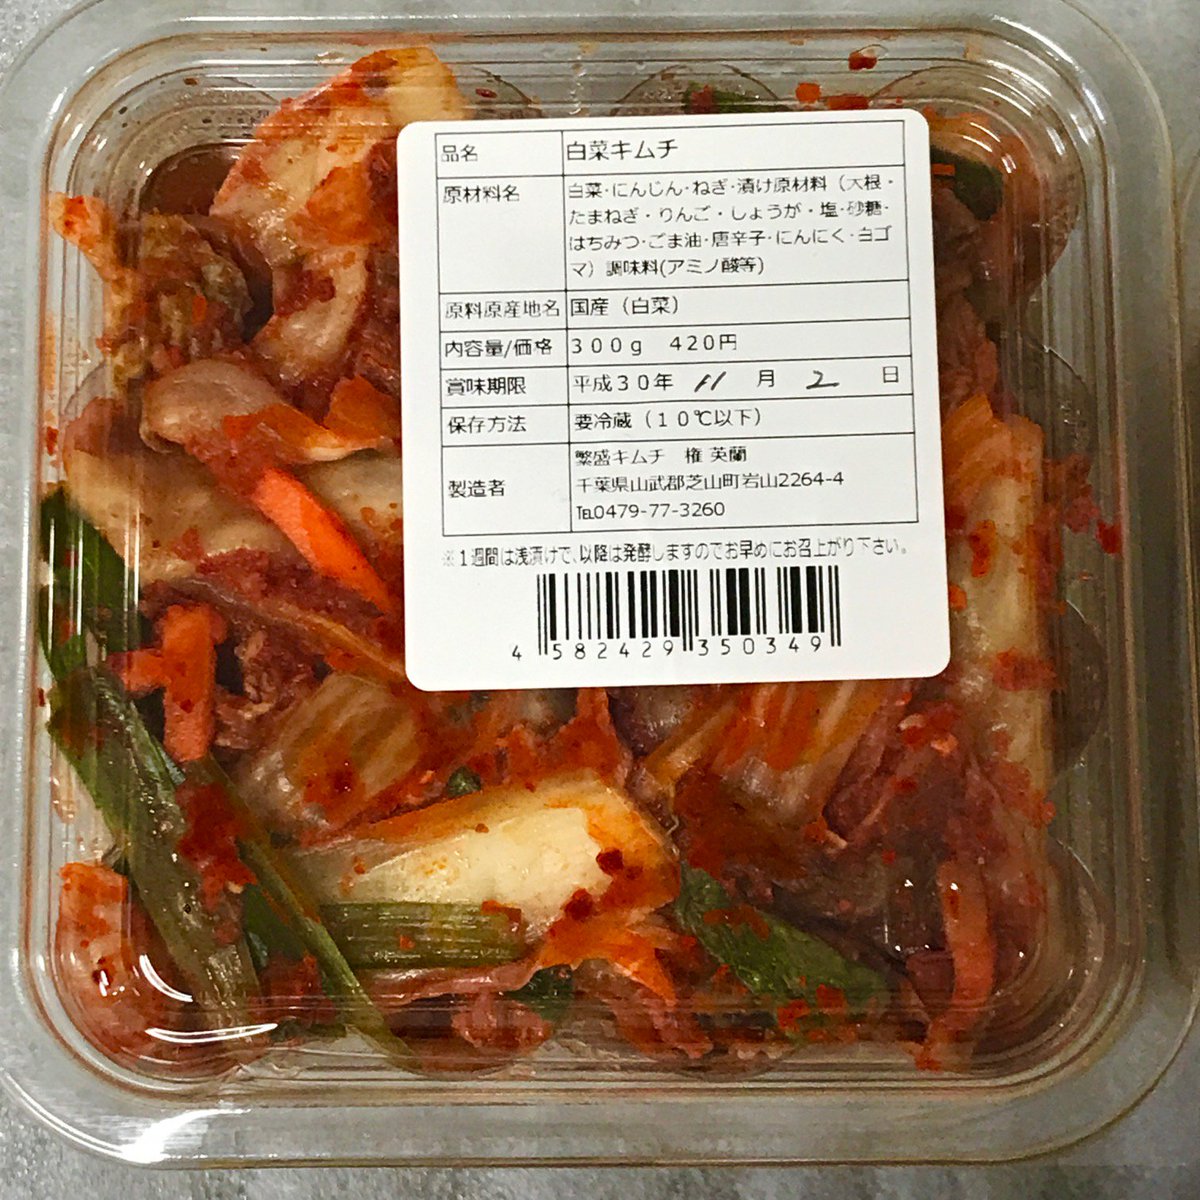 品名 白菜キムチ
原材料名 白菜・にんじん・ねぎ・漬け原材料（大根・
たまねぎ・りんご・しょうが・塩・砂糖・
はちみつ・ごま油・唐辛子・にんにく・白ゴ
マ）調味料(アミノ酸等)
原料原産地名 国産（白菜）
内容量/価格 300g 420円
賞味期限 平成30年 11 月 2 日
保存方法 要冷蔵（10℃以下）
製造者 繁盛キムチ 権 英蘭
千葉県山武郡芝山町岩山2264-4
℡0479-77-3260
※1週間は浅漬けで、以降は発酵しますのでお早めにお召上がり下さい。
4 582429 350349